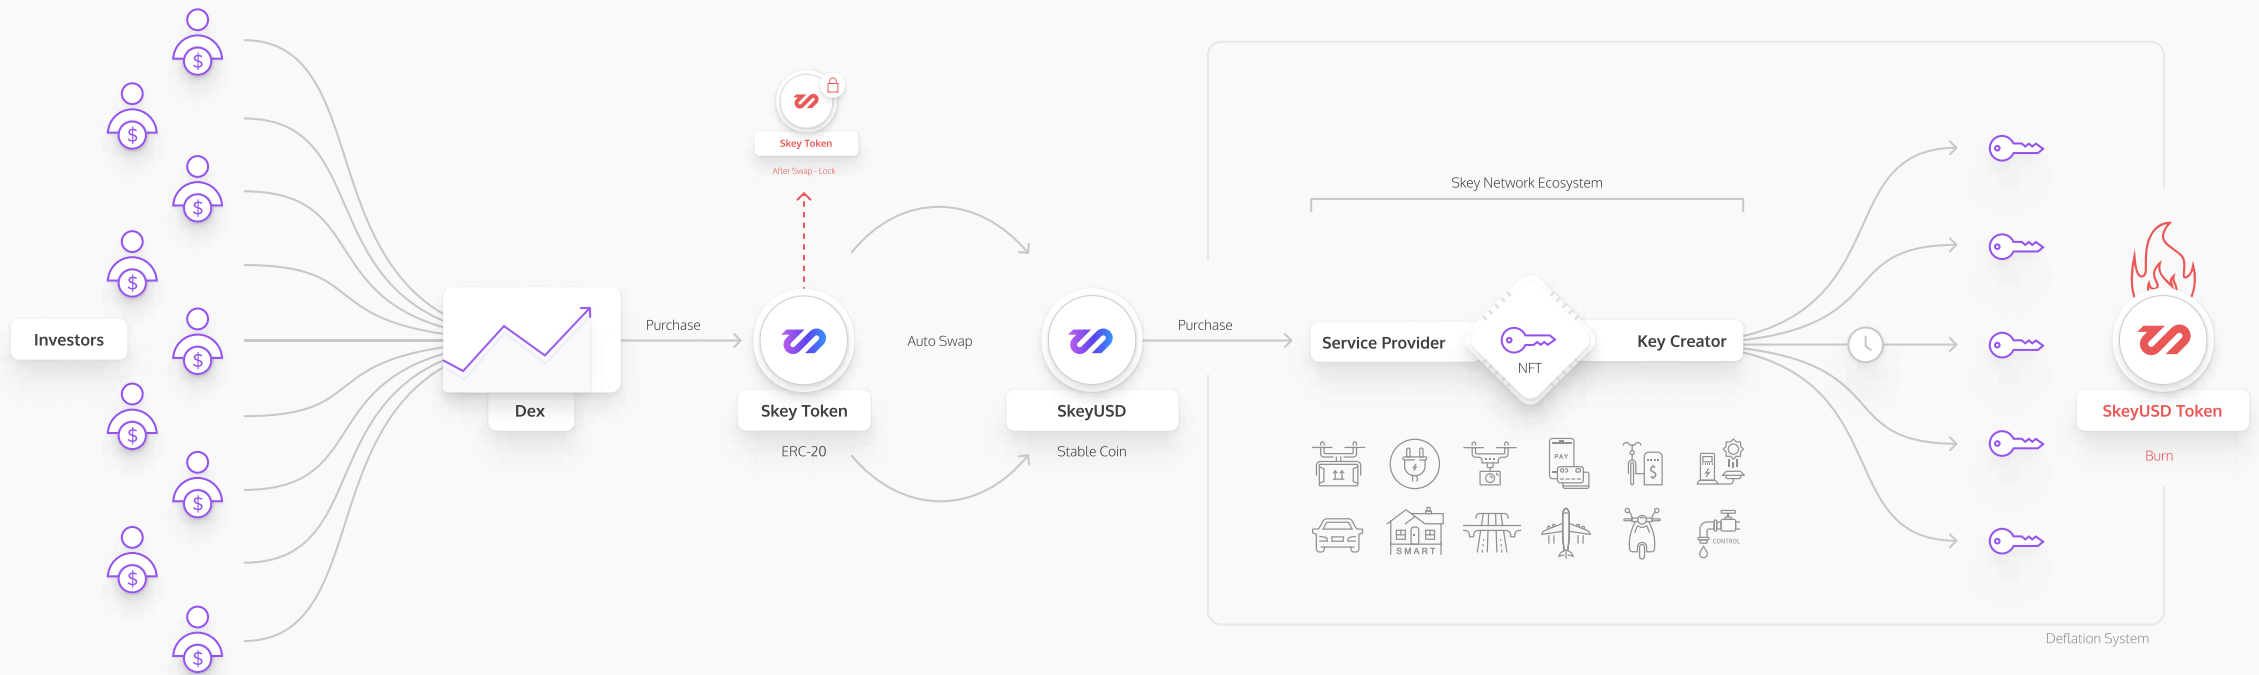 Investors
Dex
Purchase
Skey Token
After Swap - Lock
Skey Token
ERC-20
Auto Swap
SkeyUSD
Stable Coin
Purchase
Skey Network Ecosystem
Service Provider
NFT
Key Creator
PAY
$
SMART
CONTROL
SkeyUSD Token
Burn
Deflation System
$
$
$
$
$
$
$
$
$